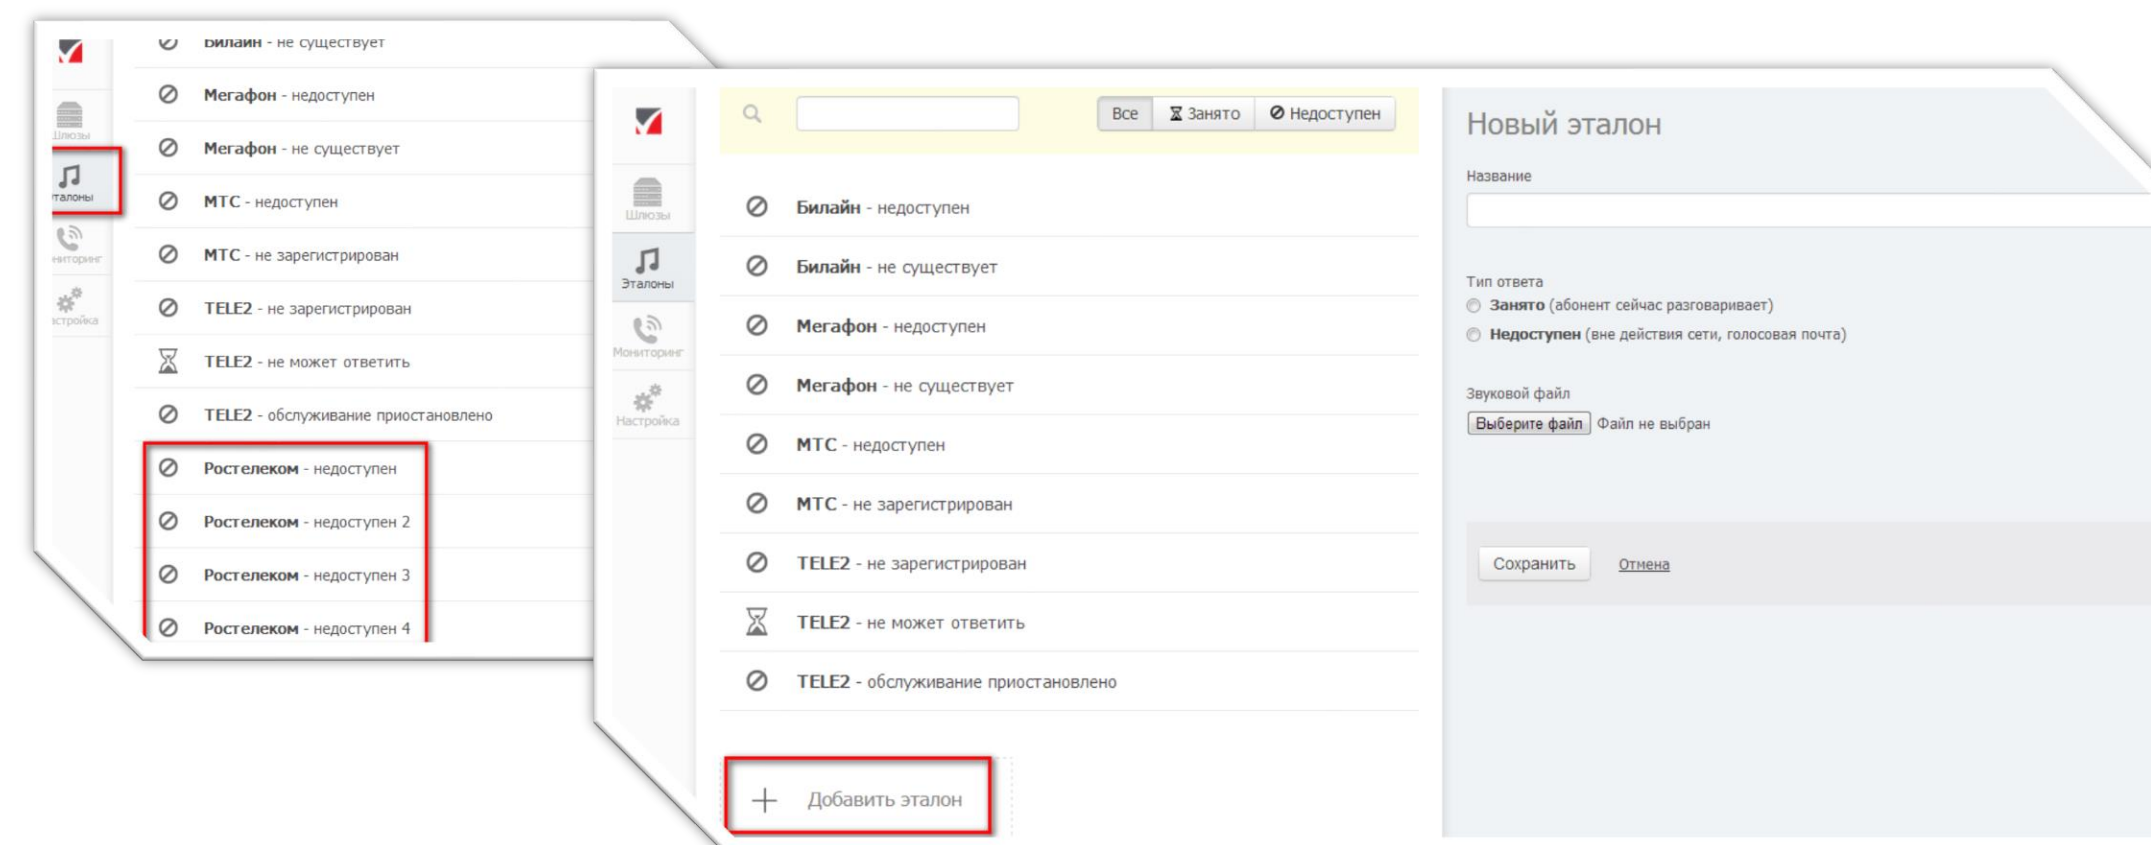 Билайн - не существует
Мегафон - недоступен
Шлюзы
Мегафон - не существует
Эталоны
МТС - недоступен
Мониторинг
МТС - не зарегистрирован
TELE2 - не зарегистрирован
Настройка
TELE2 - не может ответить
TELE2 - обслуживание приостановлено
Ростелеком - недоступен
Ростелеком - недоступен 2
Ростелеком - недоступен 3
Ростелеком - недоступен 4
Все Занято Недоступен
Шлюзы
Эталоны
Мониторинг
Настройка
Билайн - недоступен
Билайн - не существует
Мегафон - недоступен
Мегафон - не существует
МТС - недоступен
МТС - не зарегистрирован
TELE2 - не зарегистрирован
TELE2 - не может ответить
TELE2 - обслуживание приостановлено
Добавить эталон
Новый эталон
Название
Тип ответа
Занято (абонент сейчас разговаривает)
Недоступен (вне действия сети, голосовая почта)
Звуковой файл
Выберите файл Файл не выбран
Сохранить Отмена